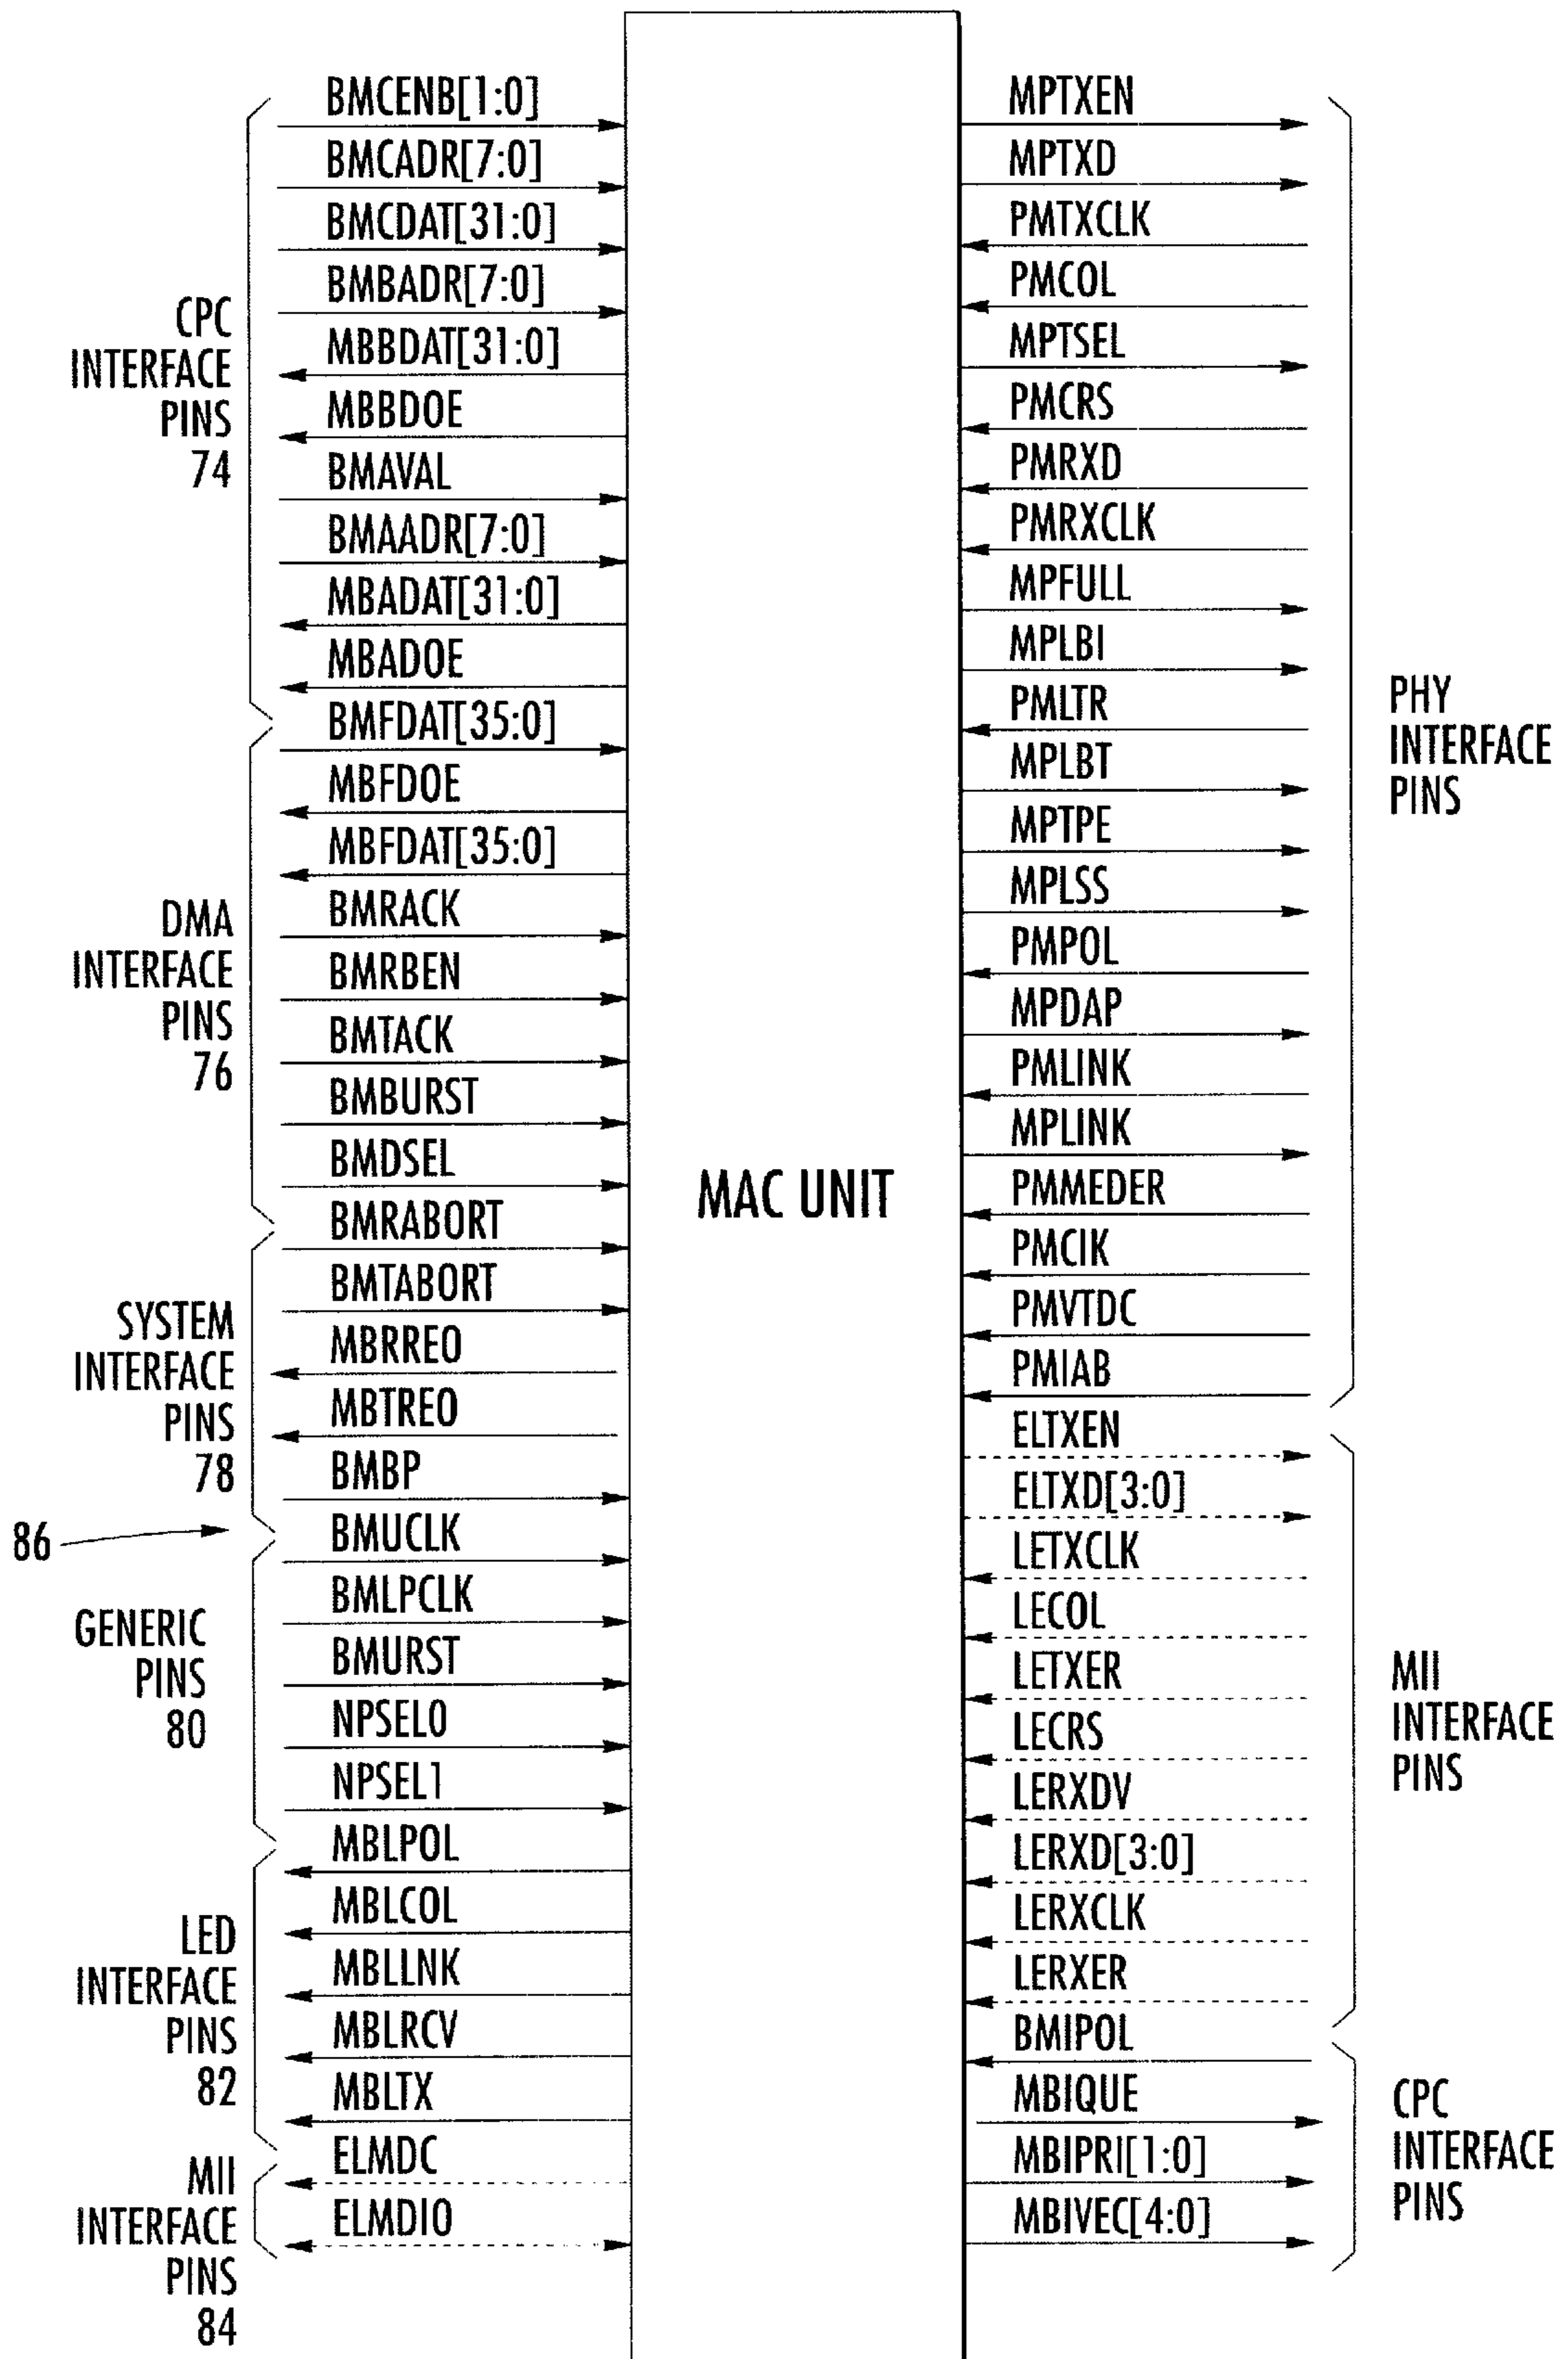 BMCENB[1:0]
BMCADR[7:0]
BMCDAT[31:0]
BMBADR[7:0]
MBBDAT[31:0]
MBBDOE
BMAVAL
BMAADR[7:0]
MBADAT[31:0]
MBADOE
CPC
INTERFACE
PINS
74
BMFDAT[35:0]
MBFDOE
MBFDAT[35:0]
BMRACK
BMRBEN
BMTACK
BMBURST
BMDSEL
DMA
INTERFACE
PINS
76
BMRABORT
BMTABORT
MBRREO
MBTREO
BMBP
SYSTEM
INTERFACE
PINS
78
86
BMUCLK
BMLPCLK
BMURST
NPSEL0
NPSEL1
GENERIC
PINS
80
MBLPOL
MBLCOL
MBLLNK
MBLRCV
MBLTX
LED
INTERFACE
PINS
82
ELMDC
ELMDIO
MII
INTERFACE
PINS
84
MAC UNIT
MPTXEN
MPTXD
PMTXCLK
PMCOL
MPTSEL
PMCRS
PMRXD
PMRXCLK
MPFULL
MPLBI
PMLTR
MPLBT
MPTPE
MPLSS
PMPOL
MPDAP
PMLINK
MPLINK
PMMEDER
PMCIK
PMVTDC
PMIAB
PHY
INTERFACE
PINS
ELTXEN
ELTXD[3:0]
LETXCLK
LECOL
LETXER
LECRS
LERXDV
LERXD[3:0]
LERXCLK
LERXER
MII
INTERFACE
PINS
BMIPOL
MBIQUE
MBIPRI[1:0]
MBIVEC[4:0]
CPC
INTERFACE
PINS